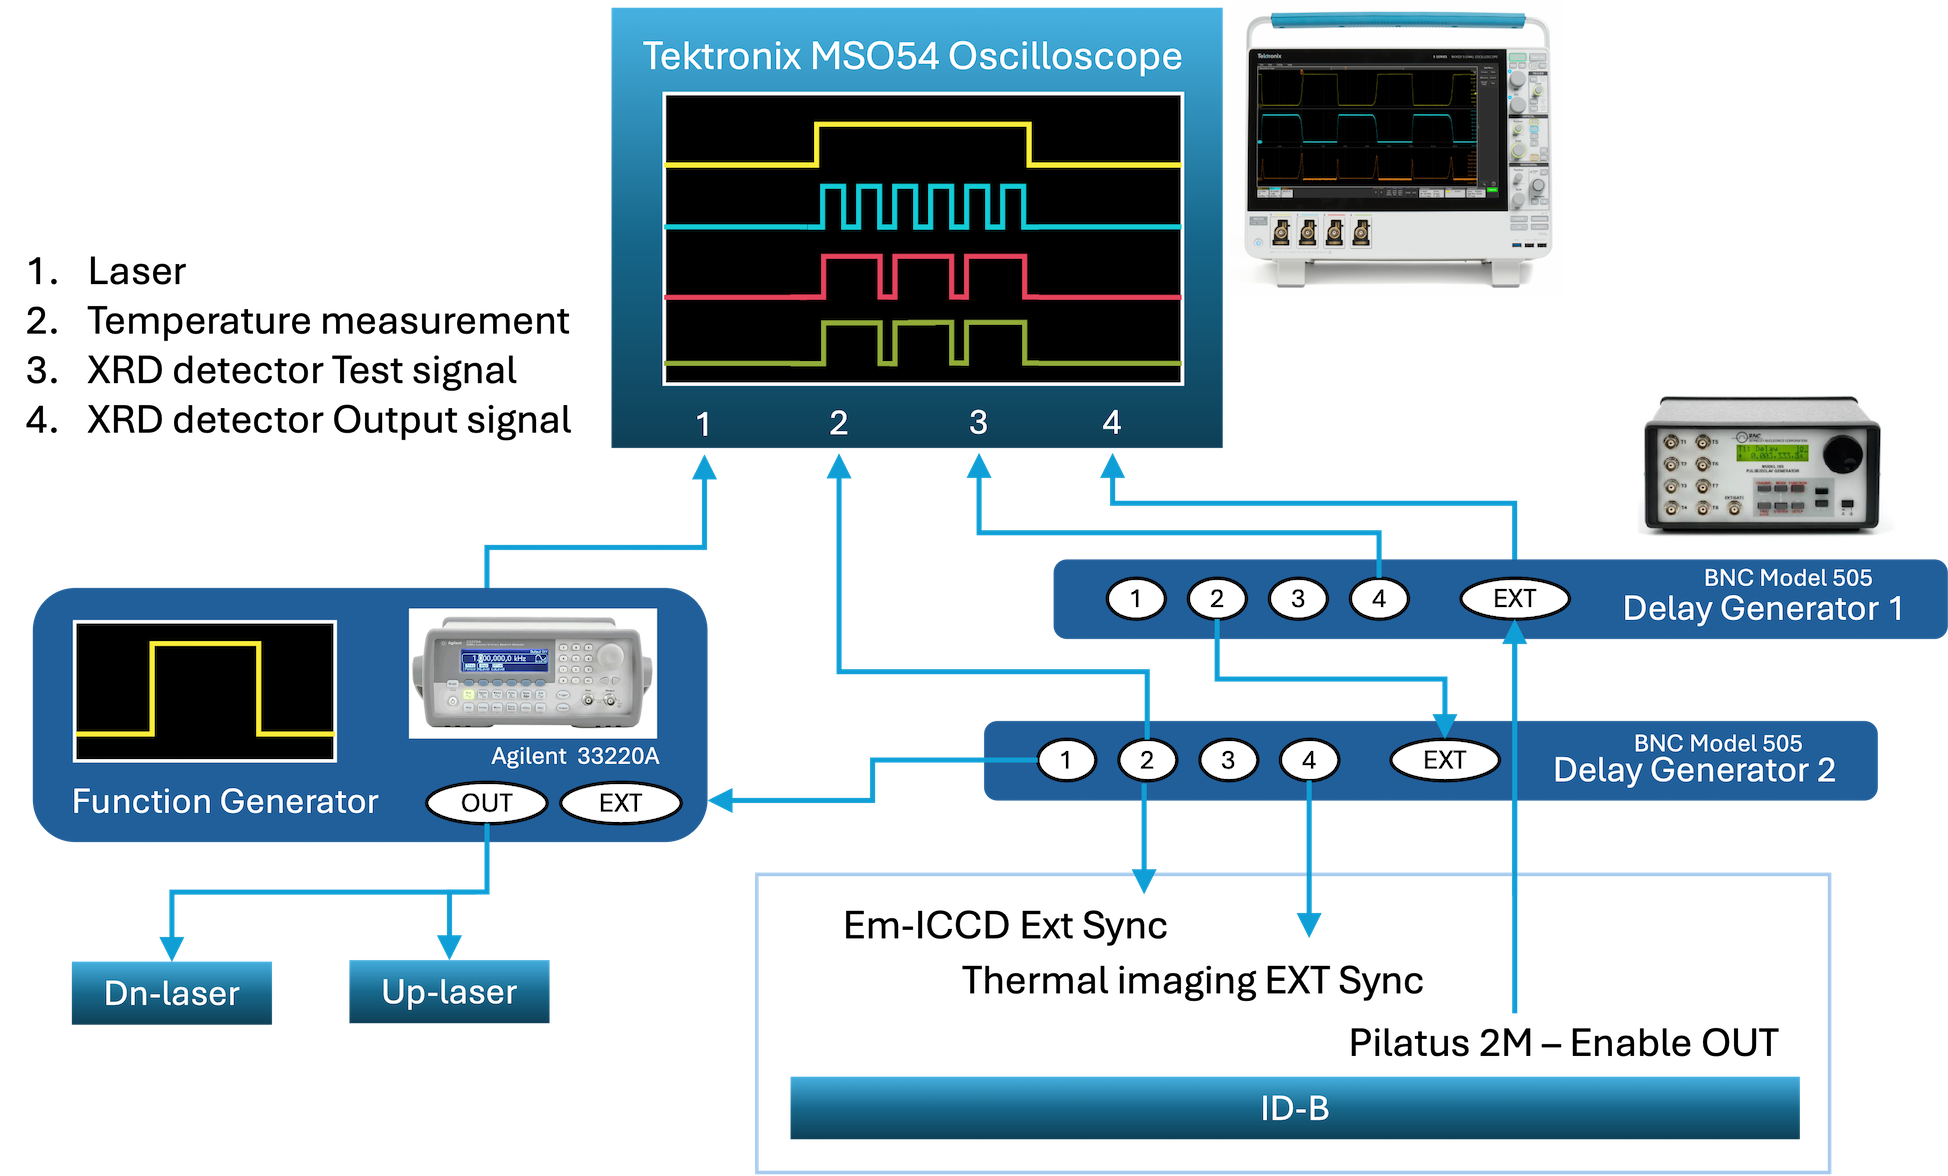 Tektronix MSO54 Oscilloscope
Tektronix
1. Laser
2. Temperature measurement
3. XRD detector Test signal
4. XRD detector Output signal
1 2 3 4
BNC
BNC Model 505
1 2 3 4 EXT
Delay Generator 1
Agilent 33220A
Function Generator
OUT EXT
BNC Model 505
1 2 3 4 EXT
Delay Generator 2
Dn-laser
Up-laser
Em-ICCD Ext Sync
Thermal imaging EXT Sync
Pilatus 2M – Enable OUT
ID-B